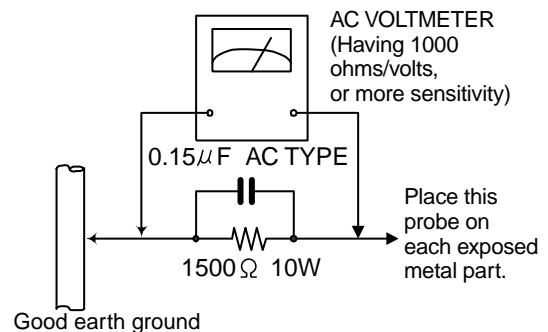 AC VOLTMETER
(Having 1000
ohms/volts,
or more sensitivity)
0.15μF AC TYPE
Place this
probe on
each exposed
metal part.
1500Ω 10W
Good earth ground